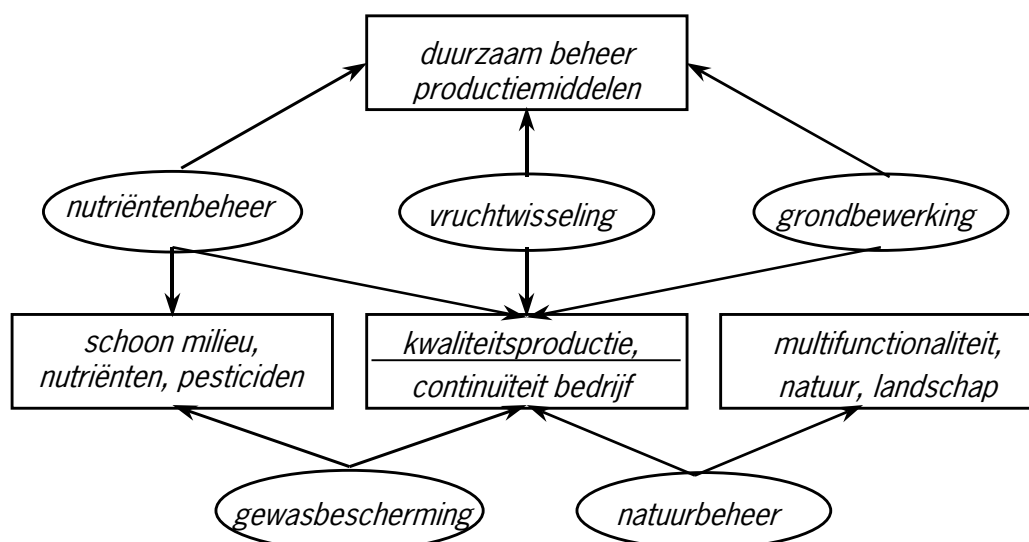 duurzaam beheer
productiemiddelen
nutriëntenbeheer
vruchtwisseling
grondbewerking
schoon milieu,
nutriënten, pesticiden
kwaliteitsproductie,
continuïteit bedrijf
multifunctionaliteit,
natuur, landschap
gewasbescherming
natuurbeheer